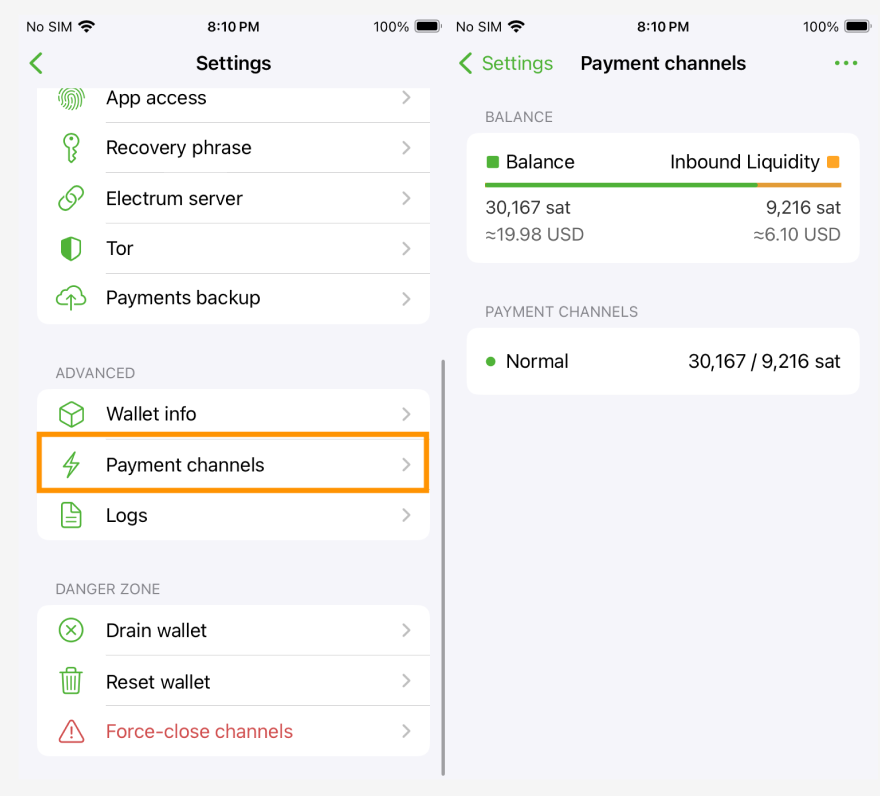 No SIM 8:10 PM 100%
Settings
App access
Recovery phrase
Electrum server
Tor
Payments backup
ADVANCED
Wallet info
Payment channels
Logs
DANGER ZONE
Drain wallet
Reset wallet
Force-close channels
No SIM 8:10 PM 100%
Settings Payment channels
BALANCE
Balance Inbound Liquidity
30,167 sat 9,216 sat
≈19.98 USD ≈6.10 USD
PAYMENT CHANNELS
Normal 30,167 / 9,216 sat